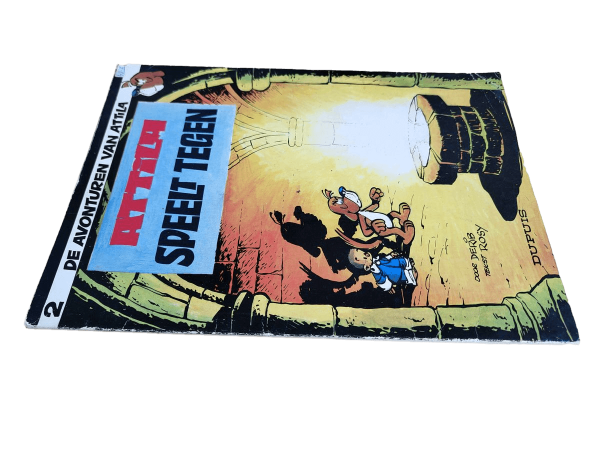 2 DE AVONTUREN VAN ATTILA
ATTILA
SPEELT TEGEN
DOOR DERIB
TEKST ROSY
DUPUIS